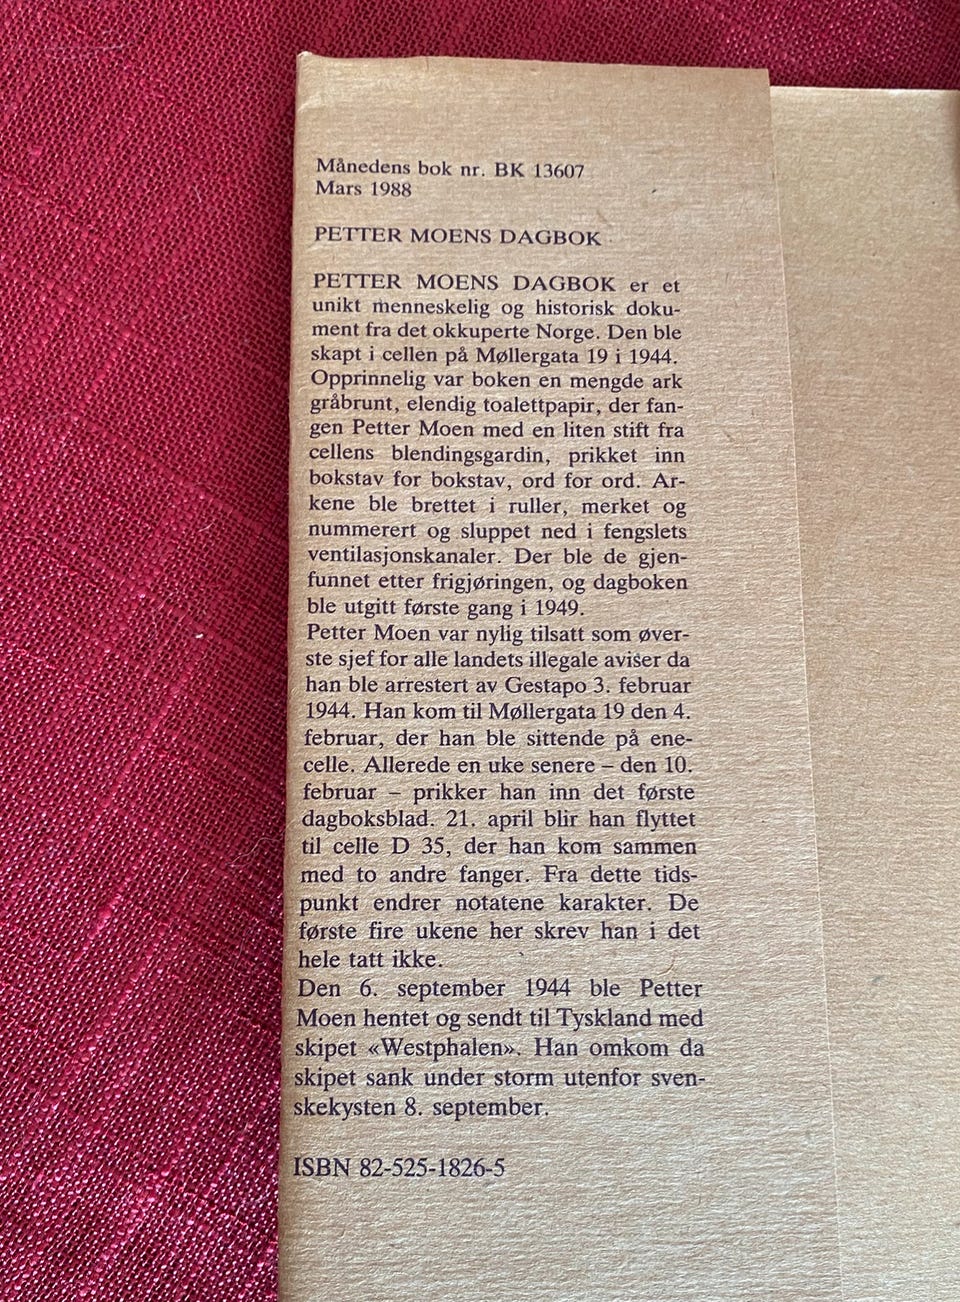 Månedens bok nr. BK 13607
Mars 1988
PETTER MOENS DAGBOK
PETTER MOENS DAGBOK er et
unikt menneskelig og historisk doku-
ment fra det okkuperte Norge. Den ble
skapt i cellen på Møllergata 19 i 1944.
Opprinnelig var boken en mengde ark
gråbrunt, elendig toalettpapir, der fan-
gen Petter Moen med en liten stift fra
cellens blendingsgardin, prikket inn
bokstav for bokstav, ord for ord. Ar-
kene ble brettet i ruller, merket og
nummerert og sluppet ned i fengslets
ventilasjonskanaler. Der ble de gjen-
funnet etter frigjøringen, og dagboken
ble utgitt første gang i 1949.
Petter Moen var nylig tilsatt som øver-
ste sjef for alle landets illegale aviser da
han ble arrestert av Gestapo 3. februar
1944. Han kom til Møllergata 19 den 4.
februar, der han ble sittende på ene-
celle. Allerede en uke senere – den 10.
februar – prikker han inn det første
dagboksblad. 21. april blir han flyttet
til celle D 35, der han kom sammen
med to andre fanger. Fra dette tids-
punkt endrer notatene karakter. De
første fire ukene her skrev han i det
hele tatt ikke.
Den 6. september 1944 ble Petter
Moen hentet og sendt til Tyskland med
skipet «Westphalen». Han omkom da
skipet sank under storm utenfor sven-
skekysten 8. september.
ISBN 82-525-1826-5